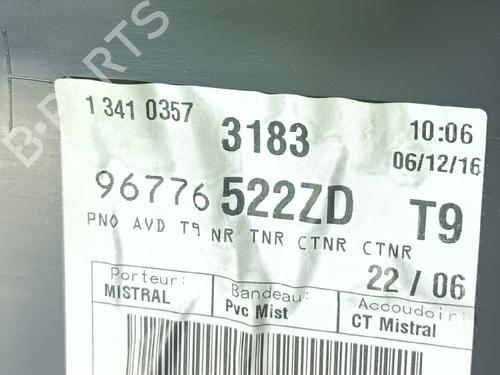 B-PARTS
1 341 0357
3183
10:06
06/12/16
96776 522ZD
T9
PNO AVD T9 NR TNR CTNR CTNR
22 / 06
Porteur:
MISTRAL
Bandeau:
Pvc Mist
Accoudoir:
CT Mistral